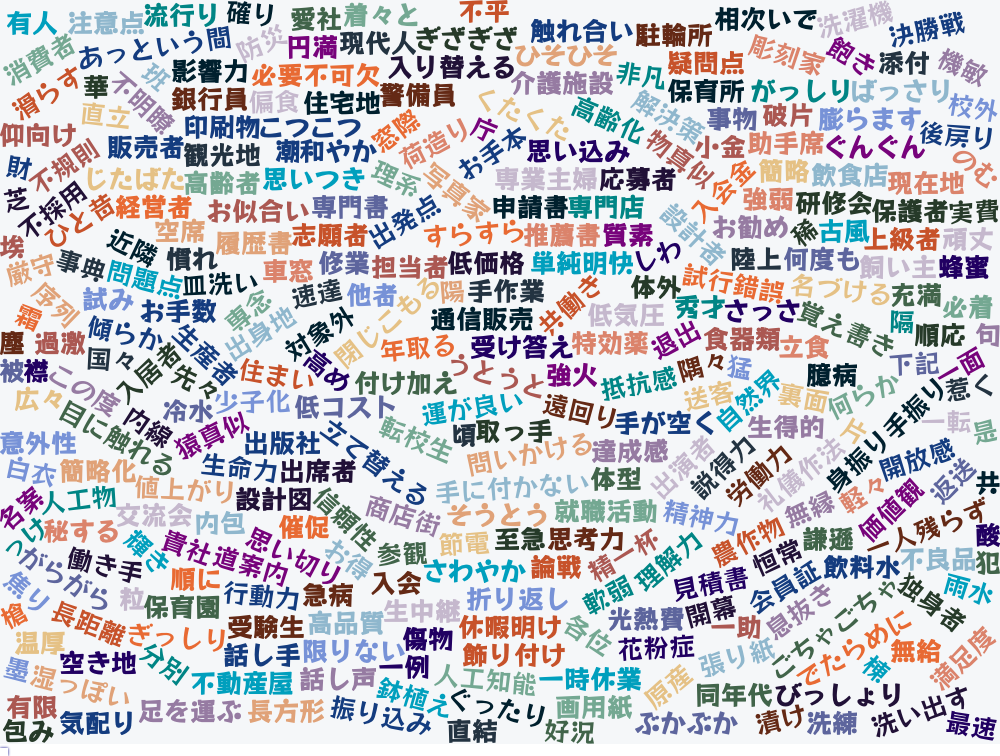 有人
注意点
流行り
確り
愛社
着々と
不平
触れ合い
駐輪所
相次いで
洗濯機
決勝戦
消費者
あっという間
防災
円満
現代人
ぎざぎざ
ひそひそ
疑問点
彫刻家
飽き
添付
機敏
滑らす
華
不明瞭
班
影響力
必要不可欠
入り替える
介護施設
非凡
保育所
がっしり
ばっさり
校外
直立
銀行員
偏食
住宅地
警備員
くたくた
高齢化
解決策
事物
破片
膨らます
後戻り
仰向け
財
不規則
販売者
印刷物
こつこつ
窓際
荷造り
庁
お手本
思い込み
物真似
小金
助手席
ぐんぐん
のむ
観光地
潮和やか
芝
不採用
じたばた
高齢者
思いつき
理系
写真家
専業主婦
応募者
入会金
簡略
飲食店
現在地
ひと昔
経営者
お似合い
専門書
出発点
申請書
専門店
設計者
強弱
研修会
保護者
実費
埃
空席
履歴書
志願者
すらすら
推薦書
質素
お勧め
稀
古風
上級者
頑丈
厳守
事典
近隣
問題点
慣れ
皿洗い
車窓
修業
担当者
低価格
単純明快
しわ
陸上
何度も
飼い主
蜂蜜
霜
序列
試み
お手数
専念
速達
他者
閉じこもる
陽
手作業
共働き
体外
試行錯誤
名づける
充満
必着
塵
過激
傾らか
生産者
出身地
対象外
年取る
通信販売
低気圧
特効薬
秀才
さっさ
覚え書き
隔
順応
句
被
襟
この度
国々
入居者
先々
住まい
高め
付け加え
受け答え
うとうと
強火
退出
食器類
立食
抵抗感
隅々
猛
臆病
下記
一面
広々
目に触れる
内線
冷水
少子化
低コスト
運が良い
遠回り
手が空く
送客
自然界
裏面
何らか
手振り
惹く
意外性
猿真似
出版社
立て替える
転校生
頃
取っ手
問いかける
達成感
出演者
説得力
生得的
丈
身振り
一転
是
白衣
簡略化
生命力
出席者
手に付かない
体型
労働力
礼儀作法
開放感
返送
共
名案
人工物
値上がり
設計図
信頼性
商店街
そうとう
就職活動
精神力
無縁
軽々
価値観
つけ
秘する
交流会
内包
催促
参観
節電
至急
思考力
農作物
謙遜
一人残らず
酸
がらがら
働き手
輝き
貴社
道案内
思い切り
お得
さわやか
論戦
精一杯
理解力
恒常
飲料水
不良品
犯
焦り
粒
順に
行動力
急病
入会
折り返し
軟弱
見積書
会員証
独身者
雨水
槍
長距離
保育園
ぎっしり
受験生
高品質
生中継
休暇明け
各位
光熱費
開幕
一助
息抜き
ごちゃごちゃ
温厚
空き地
分別
話し手
限りない
傷物
飾り付け
花粉症
張り紙
でたらめに
無給
満足度
墨
湿っぽい
不動産屋
話し声
一例
人工知能
一時休業
原産
俺
有限
足を運ぶ
長方形
振り込み
鉢植え
ぐったり
画用紙
同年代
びっしょり
包み
気配り
直結
好況
ぶかぶか
漬け
洗練
洗い出す
最速